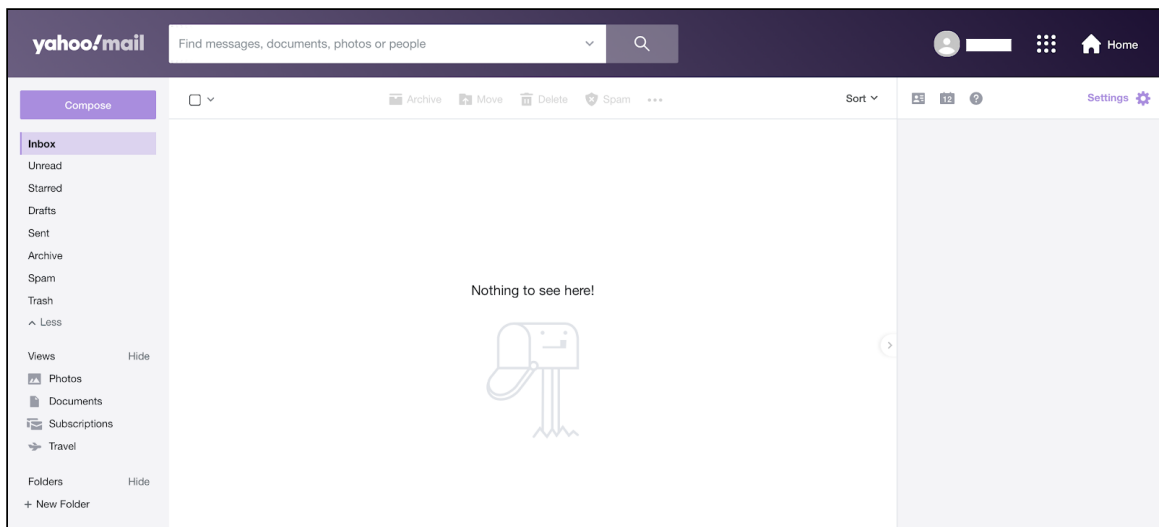 yahoo!mail
Find messages, documents, photos or people
Home
Compose
Archive Move Delete Spam
Sort
12
Settings
Inbox
Unread
Starred
Drafts
Sent
Archive
Spam
Trash
Less
Views Hide
Photos
Documents
Subscriptions
Travel
Folders Hide
+ New Folder
Nothing to see here!